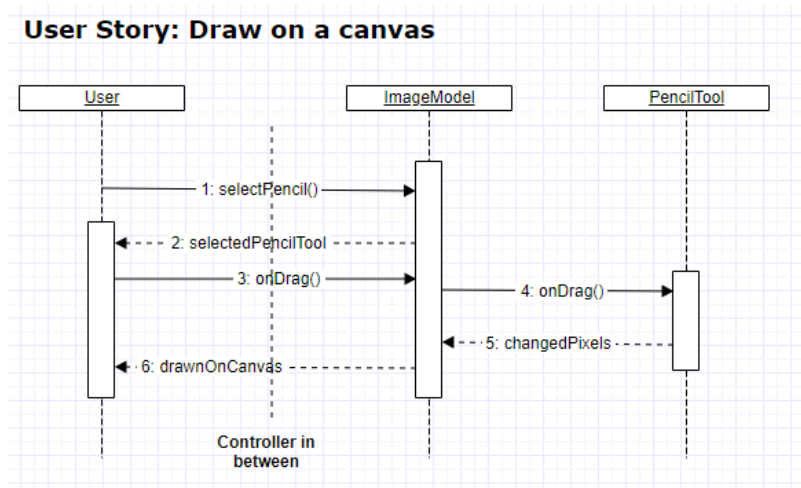 User Story: Draw on a canvas
User
ImageModel
PencilTool
1: selectPencil()
2: selectedPencilTool
3: onDrag()
4: onDrag()
5: changedPixels
6: drawnOnCanvas
Controller in
between